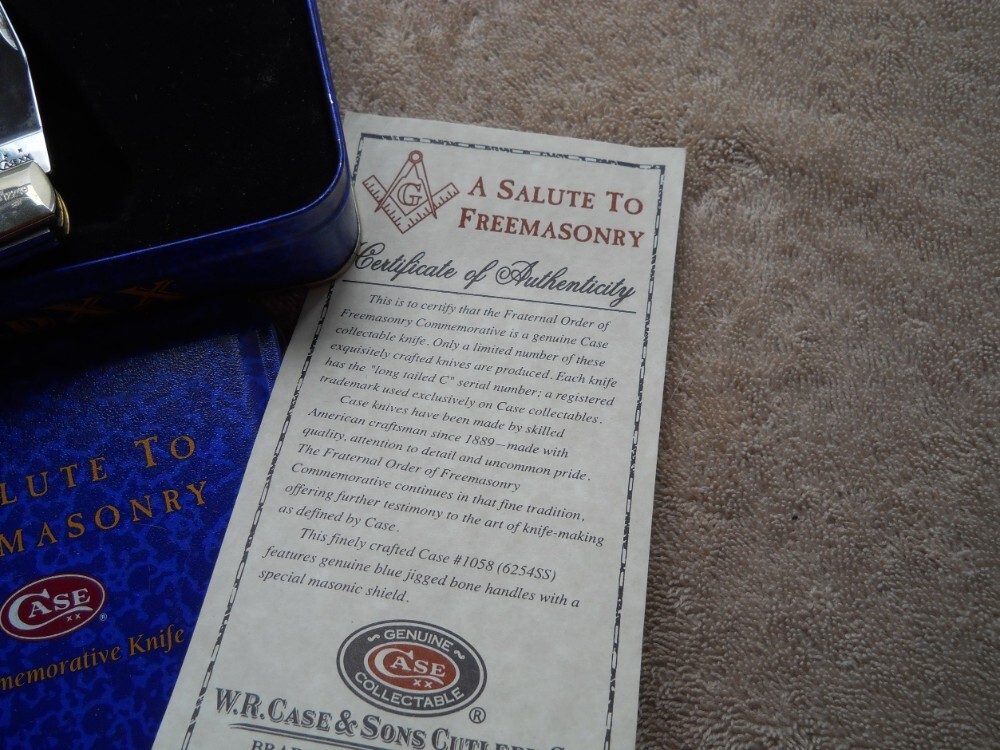 XX
LUTE TO
MASONRY
CASE
XX
®
memorative Knife
G
A SALUTE TO
FREEMASONRY
Certificate of Authenticity
This is to certify that the Fraternal Order of
Freemasonry Commemorative is a genuine Case
collectable knife. Only a limited number of these
exquisitely crafted knives are produced. Each knife
has the "long tailed C" serial number; a registered
trademark used exclusively on Case collectables.
Case knives have been made by skilled
American craftsman since 1889—made with
quality, attention to detail and uncommon pride.
The Fraternal Order of Freemasonry
Commemorative continues in that fine tradition,
offering further testimony to the art of knife-making
as defined by Case.
This finely crafted Case #1058 (6254SS)
features genuine blue jigged bone handles with a
special masonic shield.
GENUINE
CASE
XX
COLLECTABLE
®
W.R. CASE & SONS